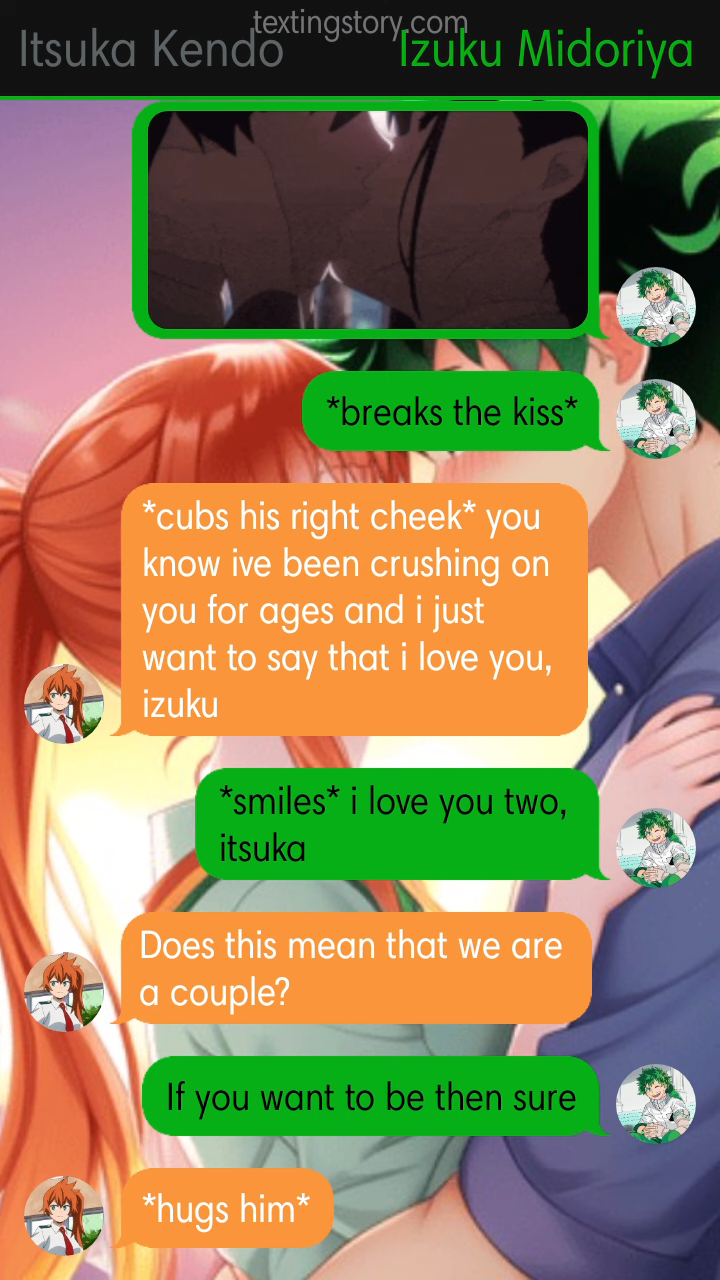 textingstory.com
Itsuka Kendo
Izuku Midoriya
*breaks the kiss*
*cubs his right cheek* you
know ive been crushing on
you for ages and i just
want to say that i love you,
izuku
*smiles* i love you two,
itsuka
Does this mean that we are
a couple?
If you want to be then sure
*hugs him*